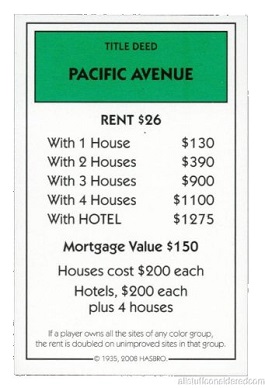 TITLE DEED
PACIFIC AVENUE
RENT $26
With 1 House $130
With 2 Houses $390
With 3 Houses $900
With 4 Houses $1100
With HOTEL $1275
Mortgage Value $150
Houses cost $200 each
Hotels, $200 each
plus 4 houses
If a player owns all the sites of any color group,
the rent is doubled on unimproved sites in that group.
© 1935, 2008 HASBRO.
allstuffconsidered.com